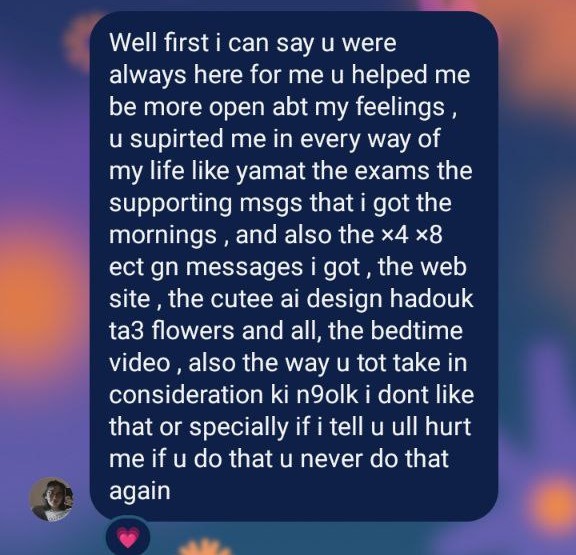 Well first i can say u were
always here for me u helped me
be more open abt my feelings ,
u supirted me in every way of
my life like yamat the exams the
supporting msgs that i got the
mornings , and also the ×4 ×8
ect gn messages i got , the web
site , the cutee ai design hadouk
ta3 flowers and all, the bedtime
video , also the way u tot take in
consideration ki n9olk i dont like
that or specially if i tell u ull hurt
me if u do that u never do that
again